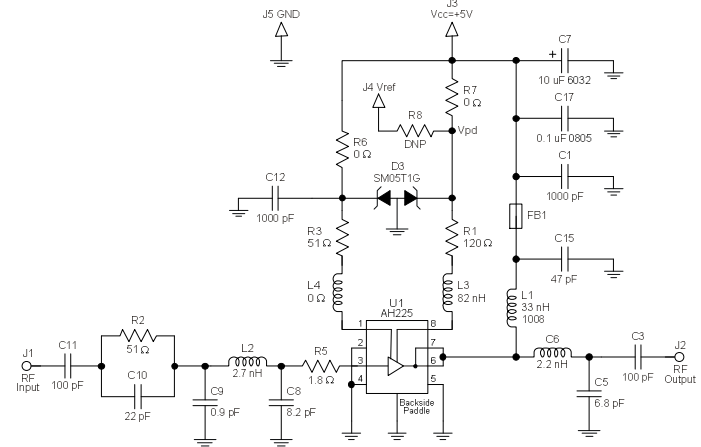 J3
Vcc=+5V
J5 GND
C7
+
10 uF 6032
R7
0 Ω
J4 Vref
R8
DNP
Vpd
C17
0.1 uF 0805
R6
0 Ω
D3
SM05T1G
C1
1000 pF
C12
1000 pF
FB1
R3
51 Ω
R1
120 Ω
C15
47 pF
L4
0 Ω
L3
82 nH
L1
33 nH
1008
U1
AH225
1
8
2
7
3
6
4
5
Backside
Paddle
R2
51 Ω
C10
22 pF
J1
RF
Input
C11
100 pF
L2
2.7 nH
R5
1.8 Ω
C9
0.9 pF
C8
8.2 pF
C6
2.2 nH
C3
100 pF
J2
RF
Output
C5
6.8 pF